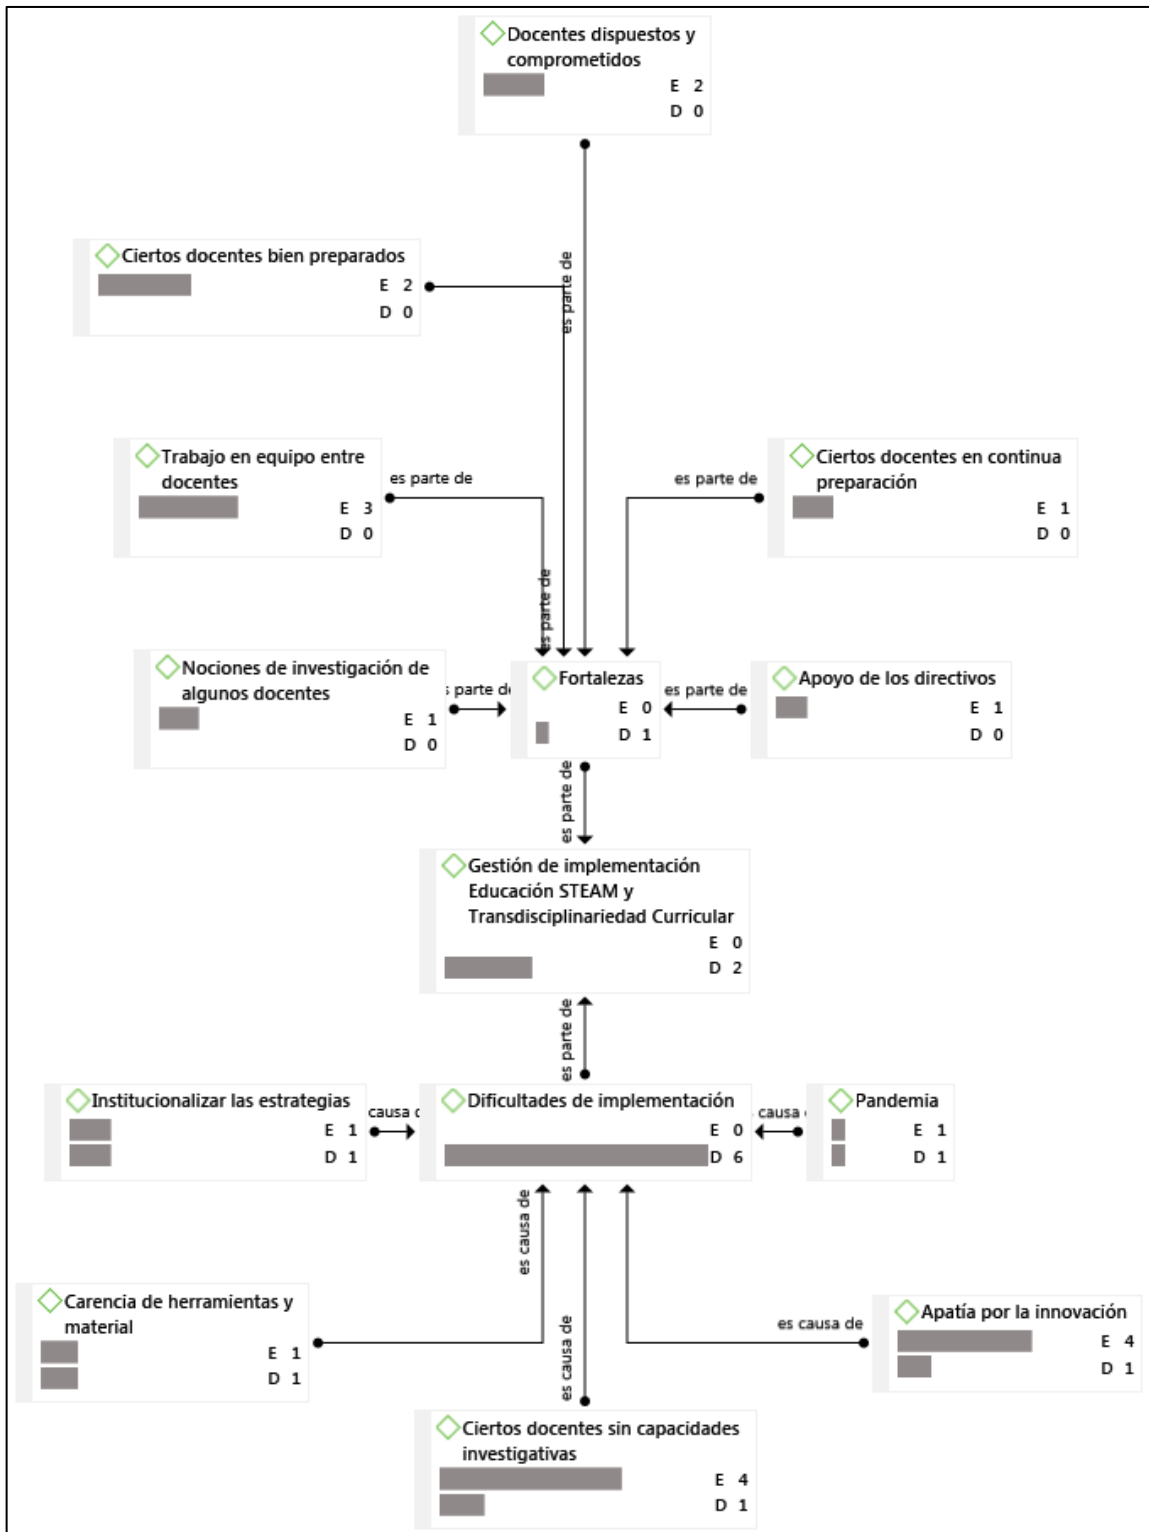 Docentes dispuestos y
comprometidos
E 2
D 0
es parte de
Ciertos docentes bien preparados
E 2
D 0
es parte de
Trabajo en equipo entre
docentes
E 3
D 0
es parte de
es parte de
Ciertos docentes en continua
preparación
E 1
D 0
Nociones de investigación de
algunos docentes
E 1
D 0
s parte de
Fortalezas
E 0
D 1
es parte de
Apoyo de los directivos
E 1
D 0
es parte de
Gestión de implementación
Educación STEAM y
Transdisciplinariedad Curricular
E 0
D 2
es parte de
Institucionalizar las estrategias
E 1
D 1
causa d
Dificultades de implementación
E 0
D 6
causa
Pandemia
E 1
D 1
es causa de
Carencia de herramientas y
material
E 1
D 1
es causa de
es causa de
Apatía por la innovación
E 4
D 1
Ciertos docentes sin capacidades
investigativas
E 4
D 1